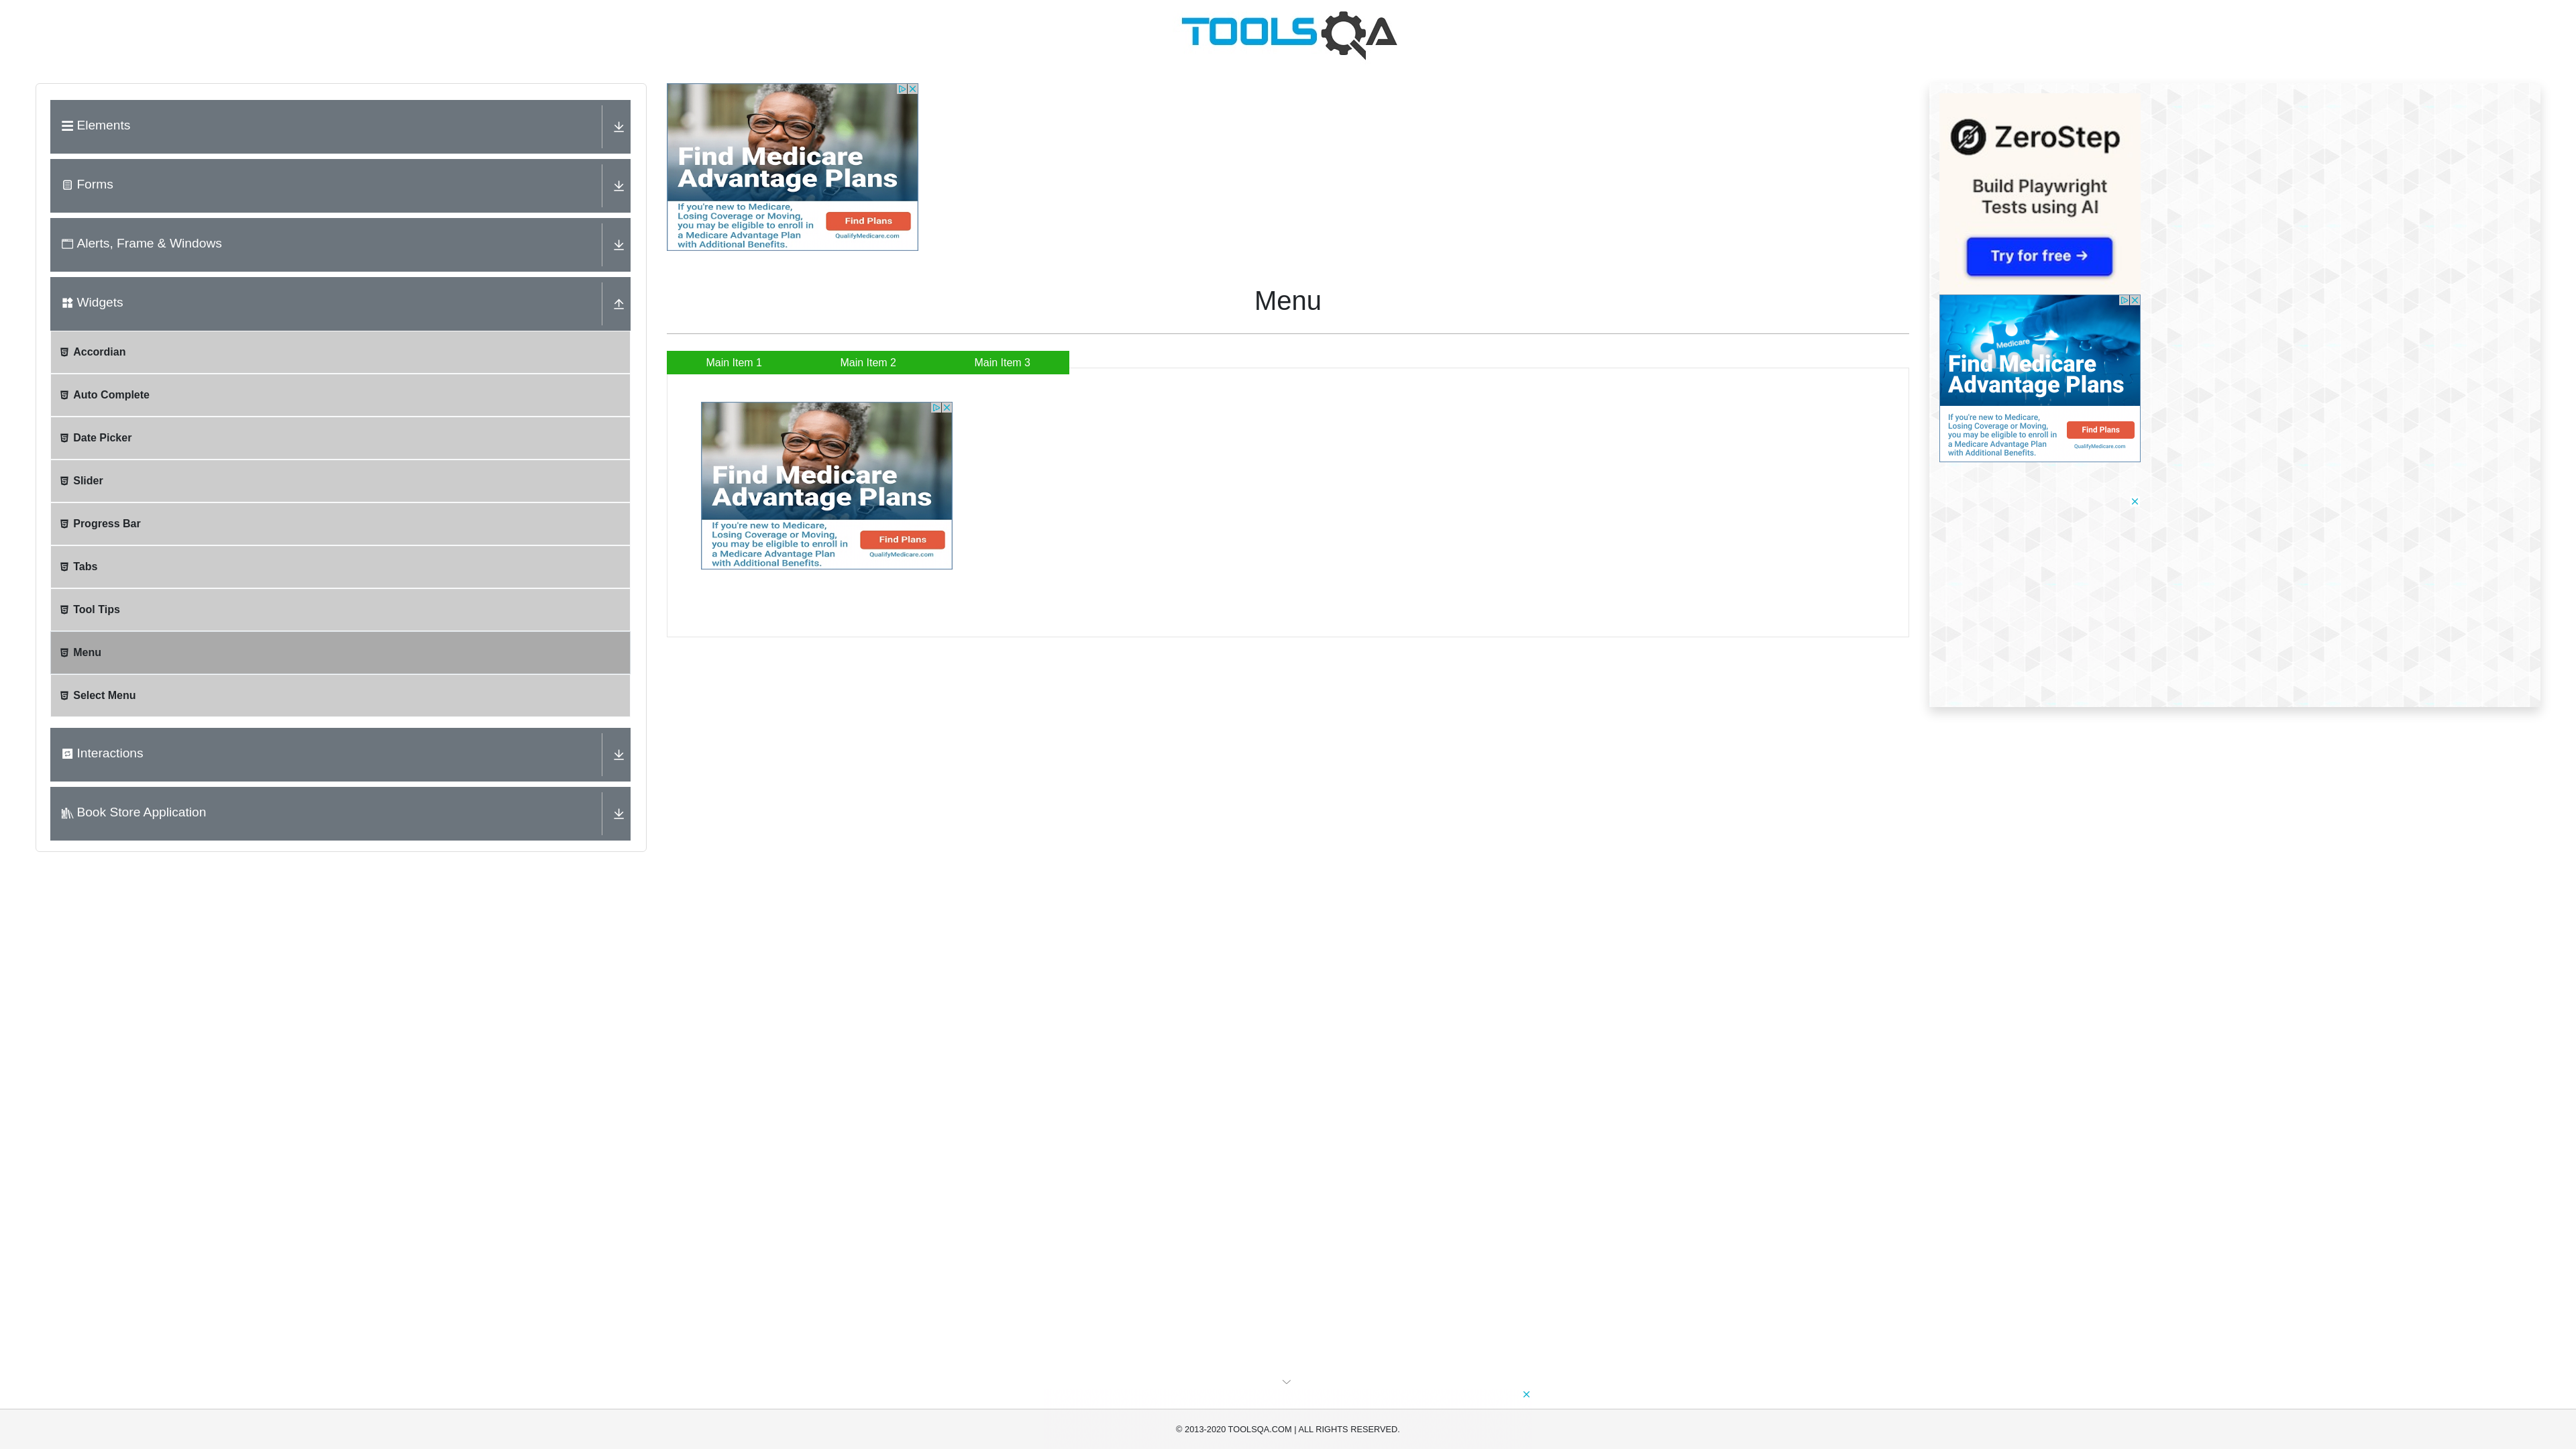 TOOLSQA
Elements
Forms
Alerts, Frame & Windows
Widgets
Accordian
Auto Complete
Date Picker
Slider
Progress Bar
Tabs
Tool Tips
Menu
Select Menu
Interactions
Book Store Application
Find Medicare
Advantage Plans
If you're new to Medicare,
Losing Coverage or Moving,
you may be eligible to enroll in
a Medicare Advantage Plan
with Additional Benefits.
Find Plans
QualifyMedicare.com
Menu
Main Item 1
Main Item 2
Main Item 3
Find Medicare
Advantage Plans
If you're new to Medicare,
Losing Coverage or Moving,
you may be eligible to enroll in
a Medicare Advantage Plan
with Additional Benefits.
Find Plans
QualifyMedicare.com
ZeroStep
Build Playwright
Tests using AI
Try for free →
Medicare
Find Medicare
Advantage Plans
If you're new to Medicare,
Losing Coverage or Moving,
you may be eligible to enroll in
a Medicare Advantage Plan
with Additional Benefits.
Find Plans
QualifyMedicare.com
© 2013-2020 TOOLSQA.COM | ALL RIGHTS RESERVED.